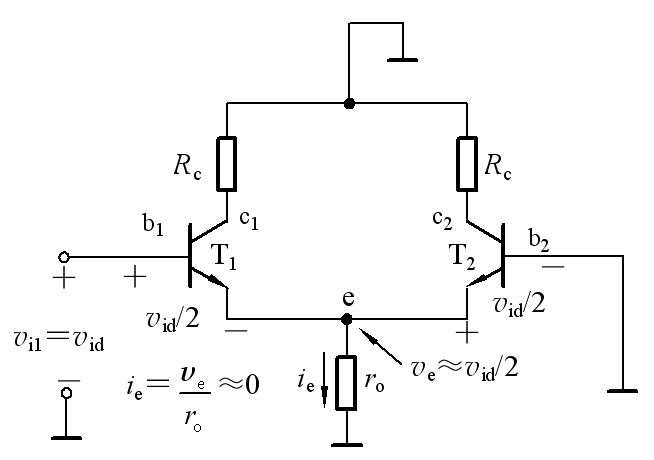 R_c R_c
b_1 c_1 c_2 b_2
T_1 T_2
+ + −
v_id/2 − e + v_id/2
v_i1=v_id
−
i_e = v_e/r_o ≈0
i_e r_o
v_e≈v_id/2